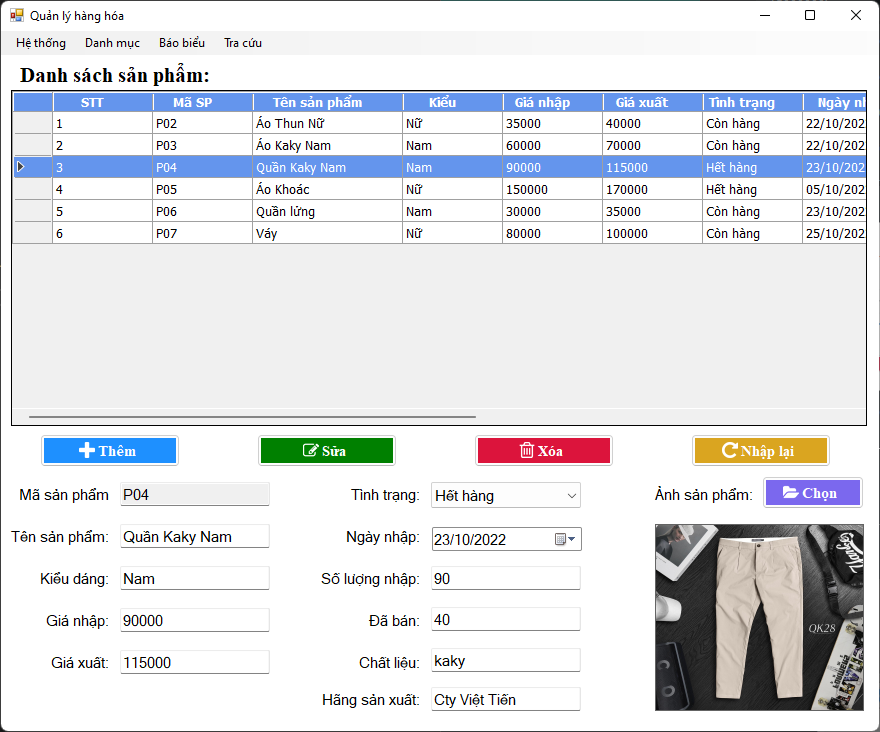 Quản lý hàng hóa
Hệ thống Danh mục Báo biểu Tra cứu
Danh sách sản phẩm:
STT Mã SP Tên sản phẩm Kiểu Giá nhập Giá xuất Tình trạng Ngày nh
1 P02 Áo Thun Nữ Nữ 35000 40000 Còn hàng 22/10/202
2 P03 Áo Kaky Nam Nam 60000 70000 Còn hàng 22/10/202
3 P04 Quần Kaky Nam Nam 90000 115000 Hết hàng 23/10/202
4 P05 Áo Khoác Nữ 150000 170000 Hết hàng 05/10/202
5 P06 Quần lửng Nam 30000 35000 Còn hàng 23/10/202
6 P07 Váy Nữ 80000 100000 Còn hàng 25/10/202
Thêm Sửa Xóa Nhập lại
Mã sản phẩm P04 Tình trạng: Hết hàng Ảnh sản phẩm: Chọn
Tên sản phẩm: Quần Kaky Nam Ngày nhập: 23/10/2022
Kiểu dáng: Nam Số lượng nhập: 90
Giá nhập: 90000 Đã bán: 40
Giá xuất: 115000 Chất liệu: kaky
Hãng sản xuất: Cty Việt Tiến
QK28